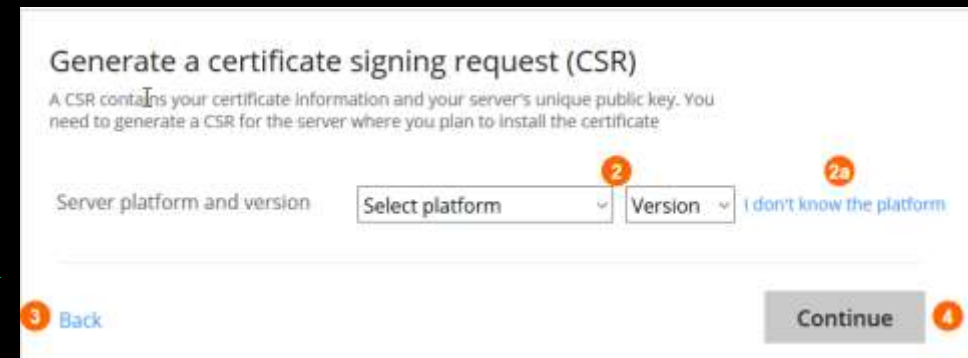 Generate a certificate signing request (CSR)
A CSR contains your certificate information and your server's unique public key. You
need to generate a CSR for the server where you plan to install the certificate
2 2a
Server platform and version Select platform Version I don't know the platform
3 Back Continue 4